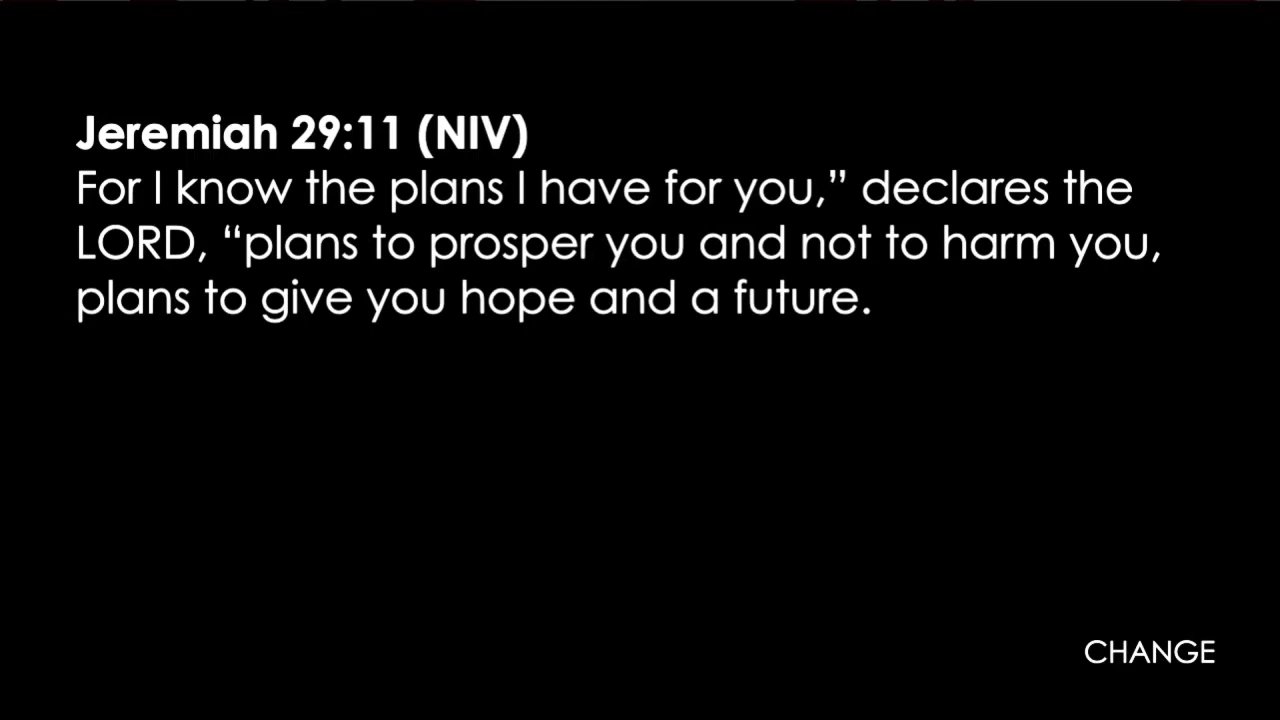 Jeremiah 29:11 (NIV)
For I know the plans I have for you,” declares the
LORD, “plans to prosper you and not to harm you,
plans to give you hope and a future.
CHANGE